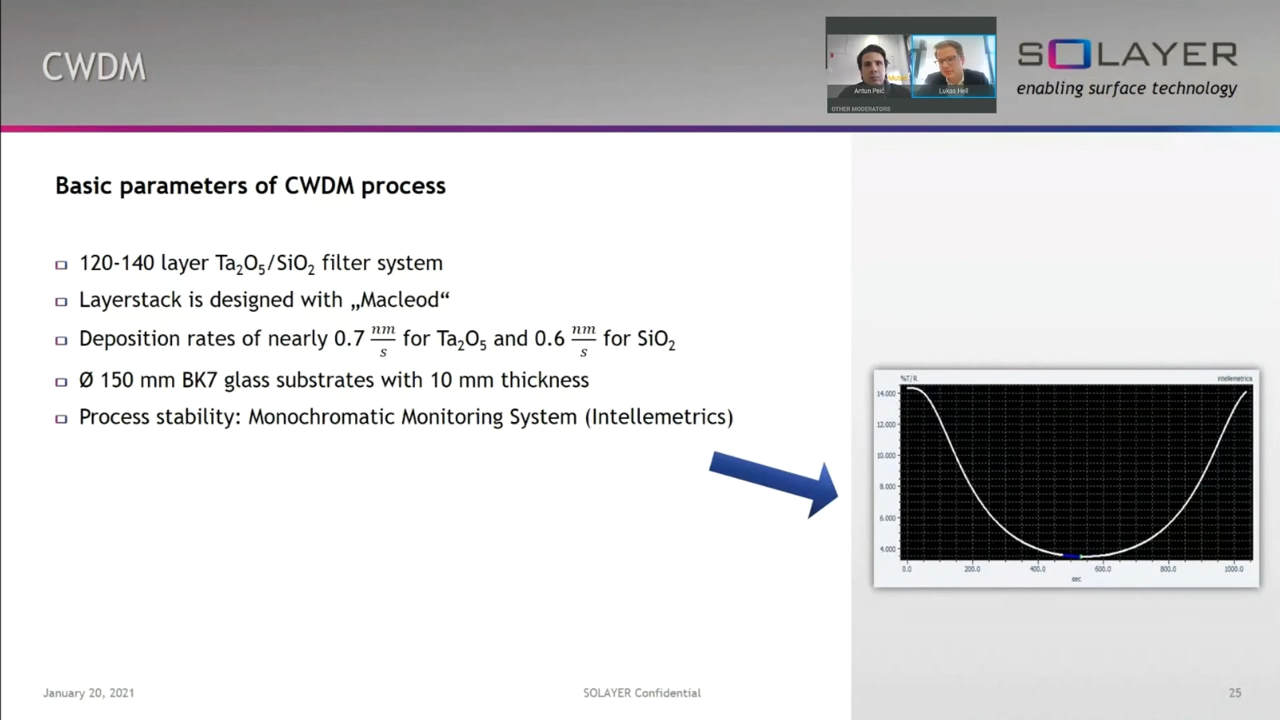 CWDM
Antun Peić
Lukas Hell
OTHER MODERATORS
SOLAYER
enabling surface technology
Basic parameters of CWDM process
120-140 layer Ta₂O₅/SiO₂ filter system
Layerstack is designed with „Macleod“
Deposition rates of nearly 0.7 nm/s for Ta₂O₅ and 0.6 nm/s for SiO₂
Ø 150 mm BK7 glass substrates with 10 mm thickness
Process stability: Monochromatic Monitoring System (Intellemetrics)
%T/R
intellemetrics
14.000
12.000
10.000
8.000
6.000
4.000
0.0 200.0 400.0 600.0 800.0 1000.0
sec
January 20, 2021
SOLAYER Confidential
25